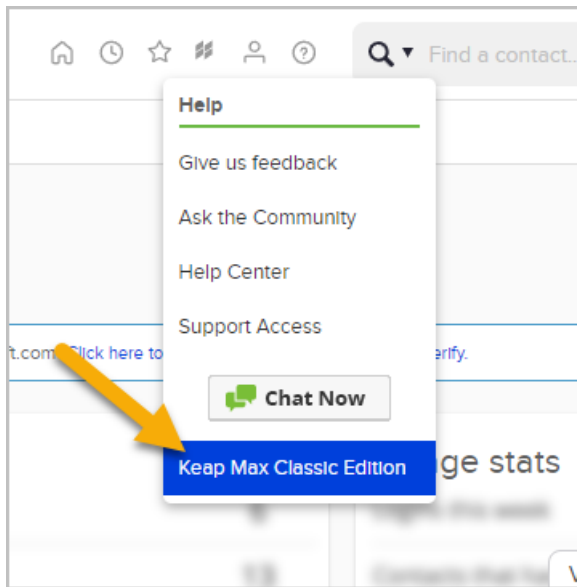 Find a contact...
Help
Give us feedback
Ask the Community
Help Center
Support Access
t.com Click here to
erify.
Chat Now
Keap Max Classic Edition
ge stats
13